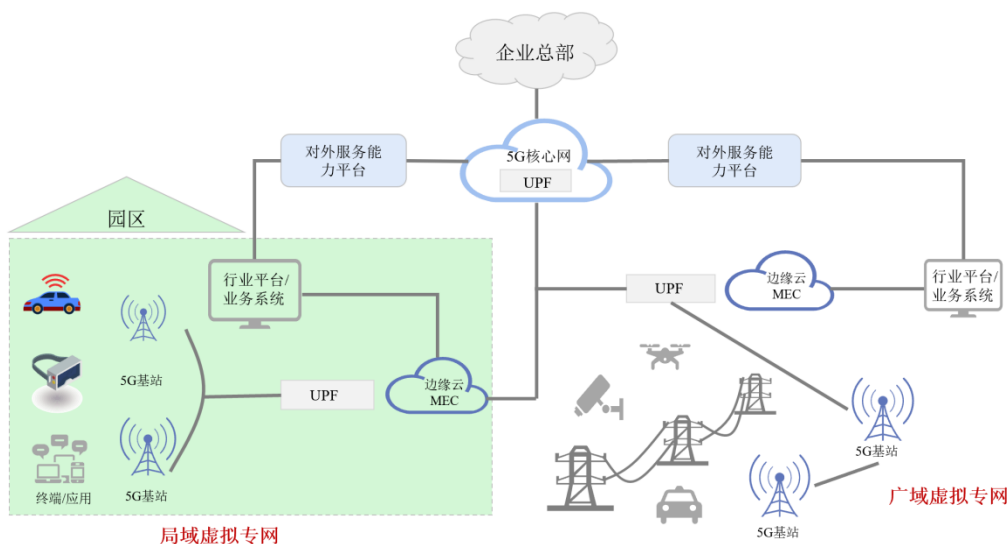 企业总部
对外服务能
力平台
5G核心网
UPF
对外服务能
力平台
园区
行业平台/
业务系统
5G基站
UPF
边缘云
MEC
终端/应用
5G基站
局域虚拟专网
UPF
边缘云
MEC
行业平台/
业务系统
5G基站
5G基站
广域虚拟专网